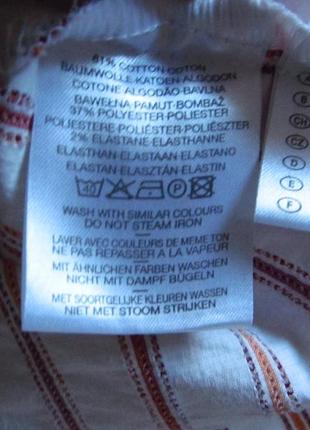 61% COTTON-COTON
BAUMWOLLE-KATOEN-ALGODON
COTONE-ALGODÃO-BAVLNA
BAWEŁNA-PAMUT-BOMBAŽ
37% POLYESTER-POLIESTER
POLIESTERE-POLIÉSTER-POLIÉSZTER
2% ELASTANE-ELASTHANNE
ELASTHAN-ELASTAAN-ELASTANO
ELASTAN-ELASZTÁN-ELASTIN
40 P
WASH WITH SIMILAR COLOURS
DO NOT STEAM IRON
LAVER AVEC COULEURS DE MEME TON
NE PAS REPASSER A LA VAPEUR
MIT ÄHNLICHEN FARBEN WASCHEN
NICHT MIT DAMPF BÜGELN
MET SOORTGELIJKE KLEUREN WASSEN
NIET MET STOOM STRIJKEN
A
B
CH
CZ
D
E
F